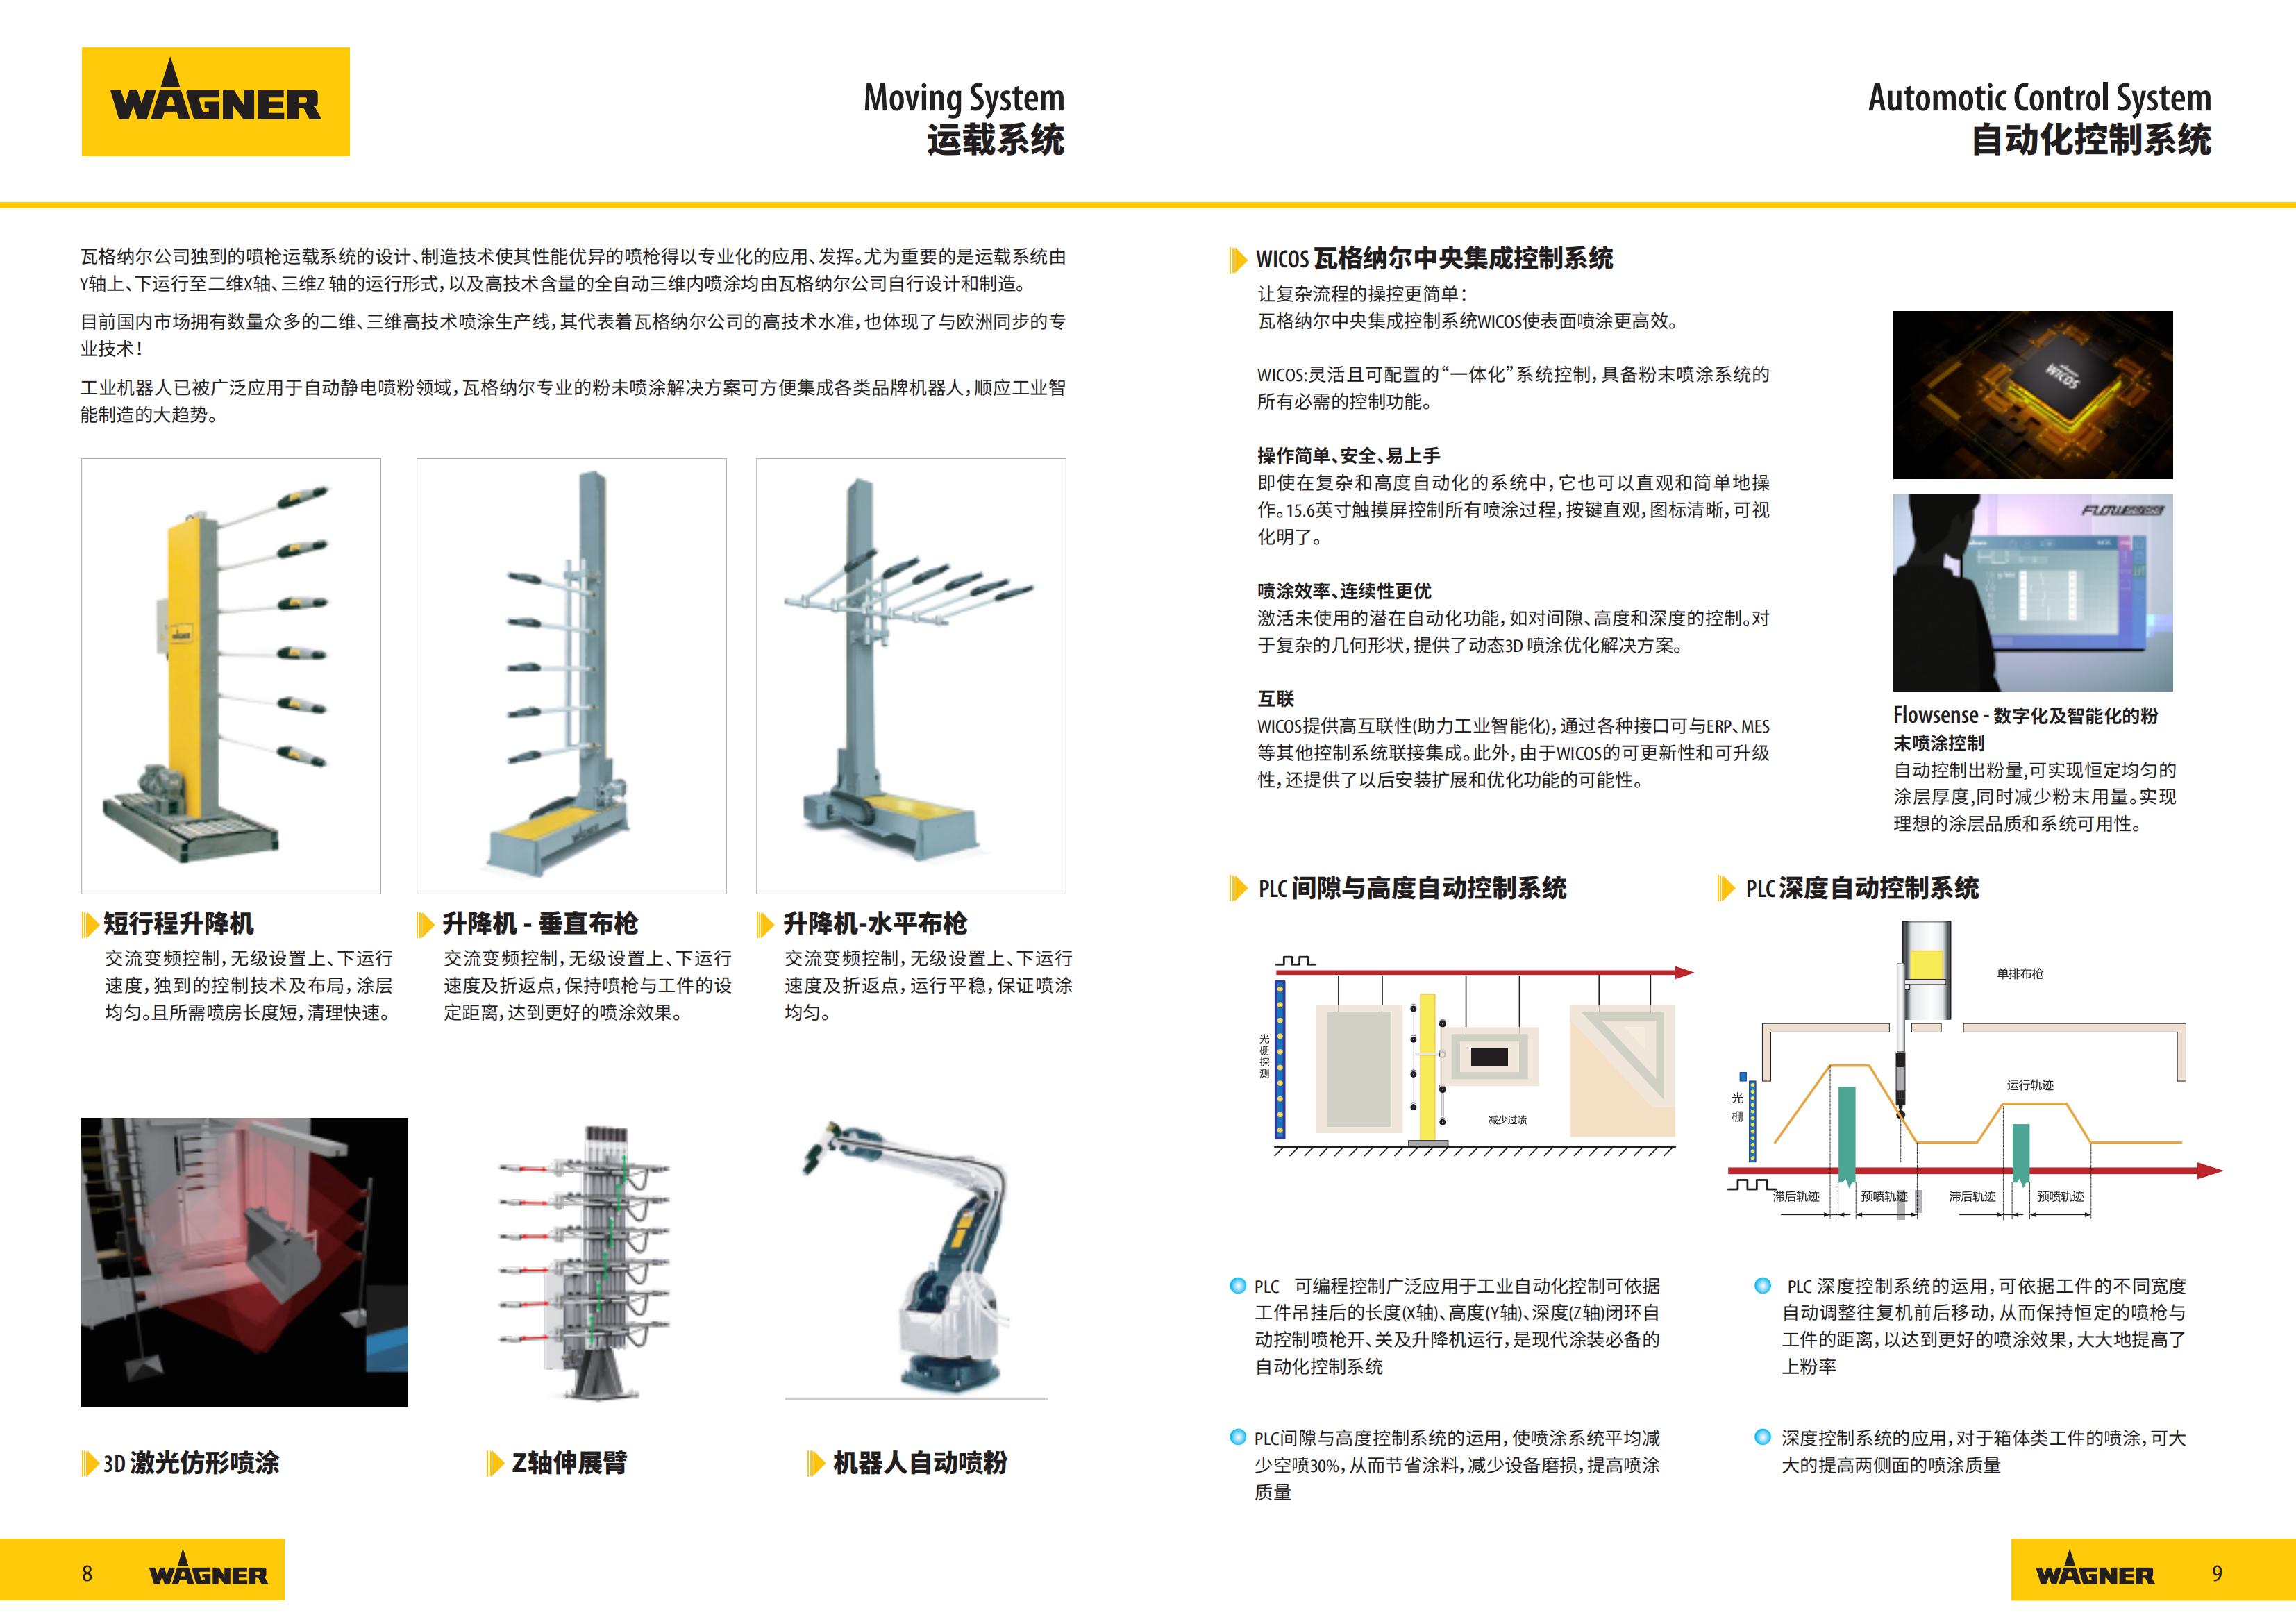 WAGNER
Moving System
运载系统
Automotic Control System
自动化控制系统
瓦格纳尔公司独到的喷枪运载系统的设计、制造技术使其性能优异的喷枪得以专业化的应用、发挥。尤为重要的是运载系统由
Y轴上、下运行至二维X轴、三维Z 轴的运行形式，以及高技术含量的全自动三维内喷涂均由瓦格纳尔公司自行设计和制造。
目前国内市场拥有数量众多的二维、三维高技术喷涂生产线，其代表着瓦格纳尔公司的高技术水准，也体现了与欧洲同步的专
业技术！
工业机器人已被广泛应用于自动静电喷粉领域，瓦格纳尔专业的粉未喷涂解决方案可方便集成各类品牌机器人，顺应工业智
能制造的大趋势。
WAGNER
WAGNER
短行程升降机
交流变频控制，无级设置上、下运行
速度，独到的控制技术及布局，涂层
均匀。且所需喷房长度短，清理快速。
升降机 - 垂直布枪
交流变频控制，无级设置上、下运行
速度及折返点，保持喷枪与工件的设
定距离，达到更好的喷涂效果。
升降机-水平布枪
交流变频控制，无级设置上、下运行
速度及折返点，运行平稳，保证喷涂
均匀。
3D 激光仿形喷涂
Z轴伸展臂
机器人自动喷粉
8
WAGNER
WICOS 瓦格纳尔中央集成控制系统
让复杂流程的操控更简单：
瓦格纳尔中央集成控制系统WICOS使表面喷涂更高效。
WICOS:灵活且可配置的“一体化”系统控制，具备粉末喷涂系统的
所有必需的控制功能。
操作简单、安全、易上手
即使在复杂和高度自动化的系统中，它也可以直观和简单地操
作。15.6英寸触摸屏控制所有喷涂过程，按键直观，图标清晰，可视
化明了。
喷涂效率、连续性更优
激活未使用的潜在自动化功能，如对间隙、高度和深度的控制。对
于复杂的几何形状，提供了动态3D 喷涂优化解决方案。
互联
WICOS提供高互联性(助力工业智能化)，通过各种接口可与ERP、MES
等其他控制系统联接集成。此外，由于WICOS的可更新性和可升级
性，还提供了以后安装扩展和优化功能的可能性。
WICOS
FLOWSENSE
Flowsense - 数字化及智能化的粉
末喷涂控制
自动控制出粉量,可实现恒定均匀的
涂层厚度,同时减少粉末用量。实现
理想的涂层品质和系统可用性。
PLC 间隙与高度自动控制系统
光
栅
探
测
减少过喷
PLC 深度自动控制系统
单排布枪
运行轨迹
光
栅
滞后轨迹
预喷轨迹
滞后轨迹
预喷轨迹
PLC 可编程控制广泛应用于工业自动化控制可依据
工件吊挂后的长度(X轴)、高度(Y轴)、深度(Z轴)闭环自
动控制喷枪开、关及升降机运行，是现代涂装必备的
自动化控制系统
PLC间隙与高度控制系统的运用，使喷涂系统平均减
少空喷30%，从而节省涂料，减少设备磨损，提高喷涂
质量
PLC 深度控制系统的运用，可依据工件的不同宽度
自动调整往复机前后移动，从而保持恒定的喷枪与
工件的距离，以达到更好的喷涂效果，大大地提高了
上粉率
深度控制系统的应用，对于箱体类工件的喷涂，可大
大的提高两侧面的喷涂质量
WAGNER
9